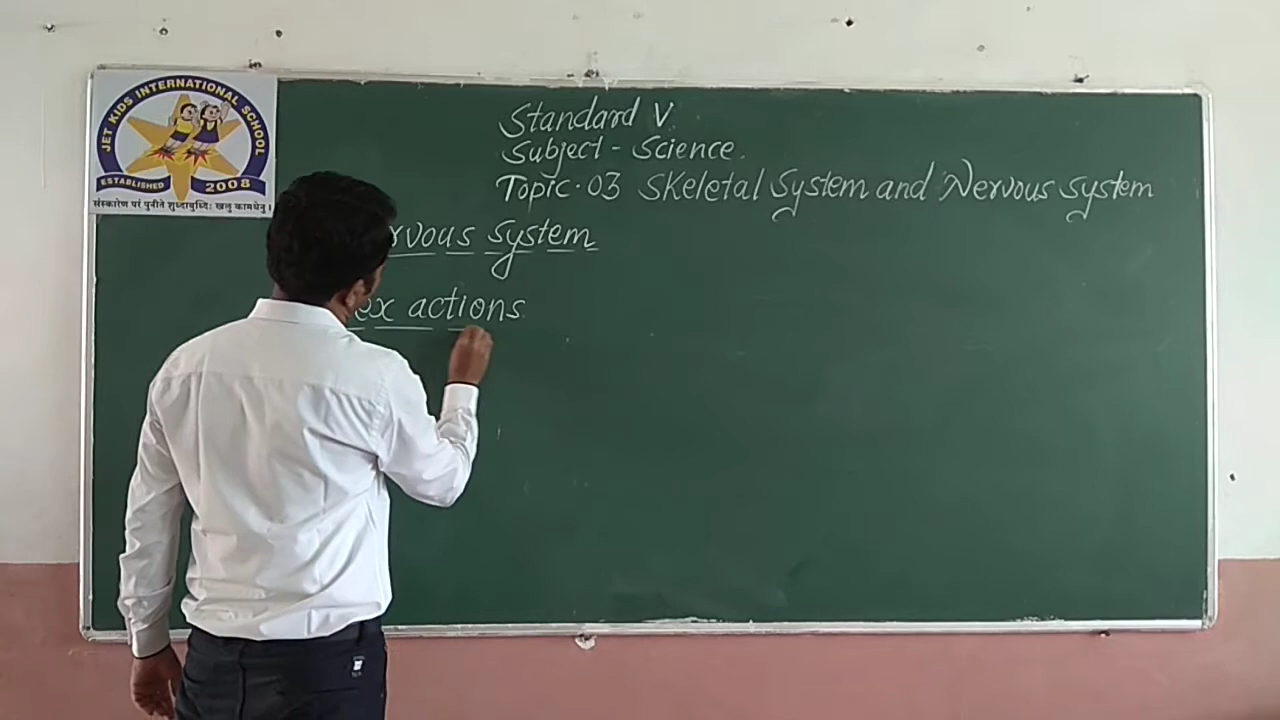 JET KIDS INTERNATIONAL SCHOOL
ESTABLISHED 2008
संस्कारेण परं पुनीते शुध्दाबुध्दिः खलु कामधेनु।
Standard V
Subject - Science.
Topic. 03 Skeletal System and Nervous System
rvous System
ex actions